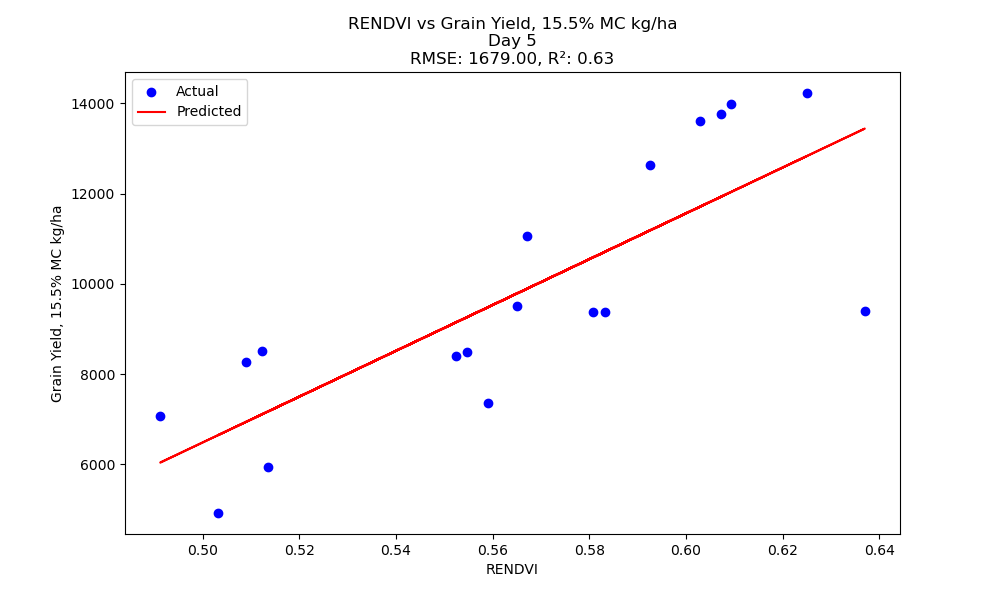 RENDVI vs Grain Yield, 15.5% MC kg/ha
Day 5
RMSE: 1679.00, R²: 0.63
Actual
Predicted
Grain Yield, 15.5% MC kg/ha
14000
12000
10000
8000
6000
0.50
0.52
0.54
0.56
0.58
0.60
0.62
0.64
RENDVI